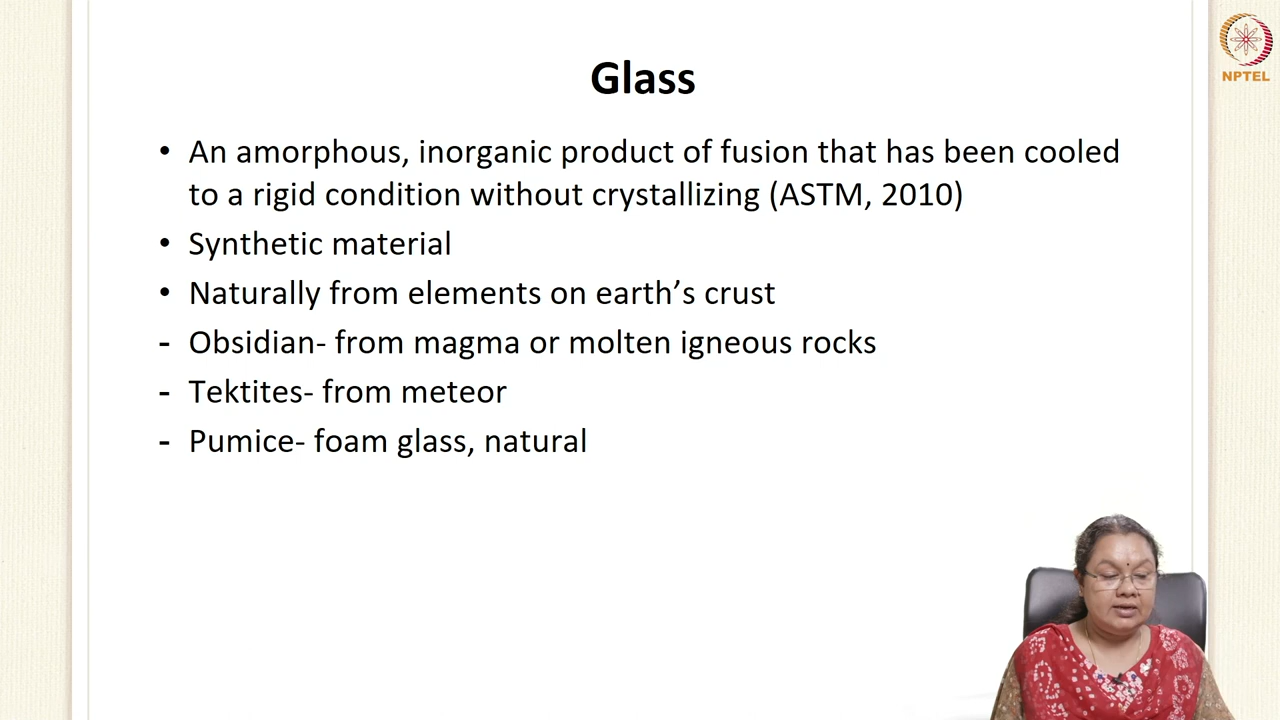 Glass
NPTEL
• An amorphous, inorganic product of fusion that has been cooled
to a rigid condition without crystallizing (ASTM, 2010)
• Synthetic material
• Naturally from elements on earth’s crust
- Obsidian- from magma or molten igneous rocks
- Tektites- from meteor
- Pumice- foam glass, natural